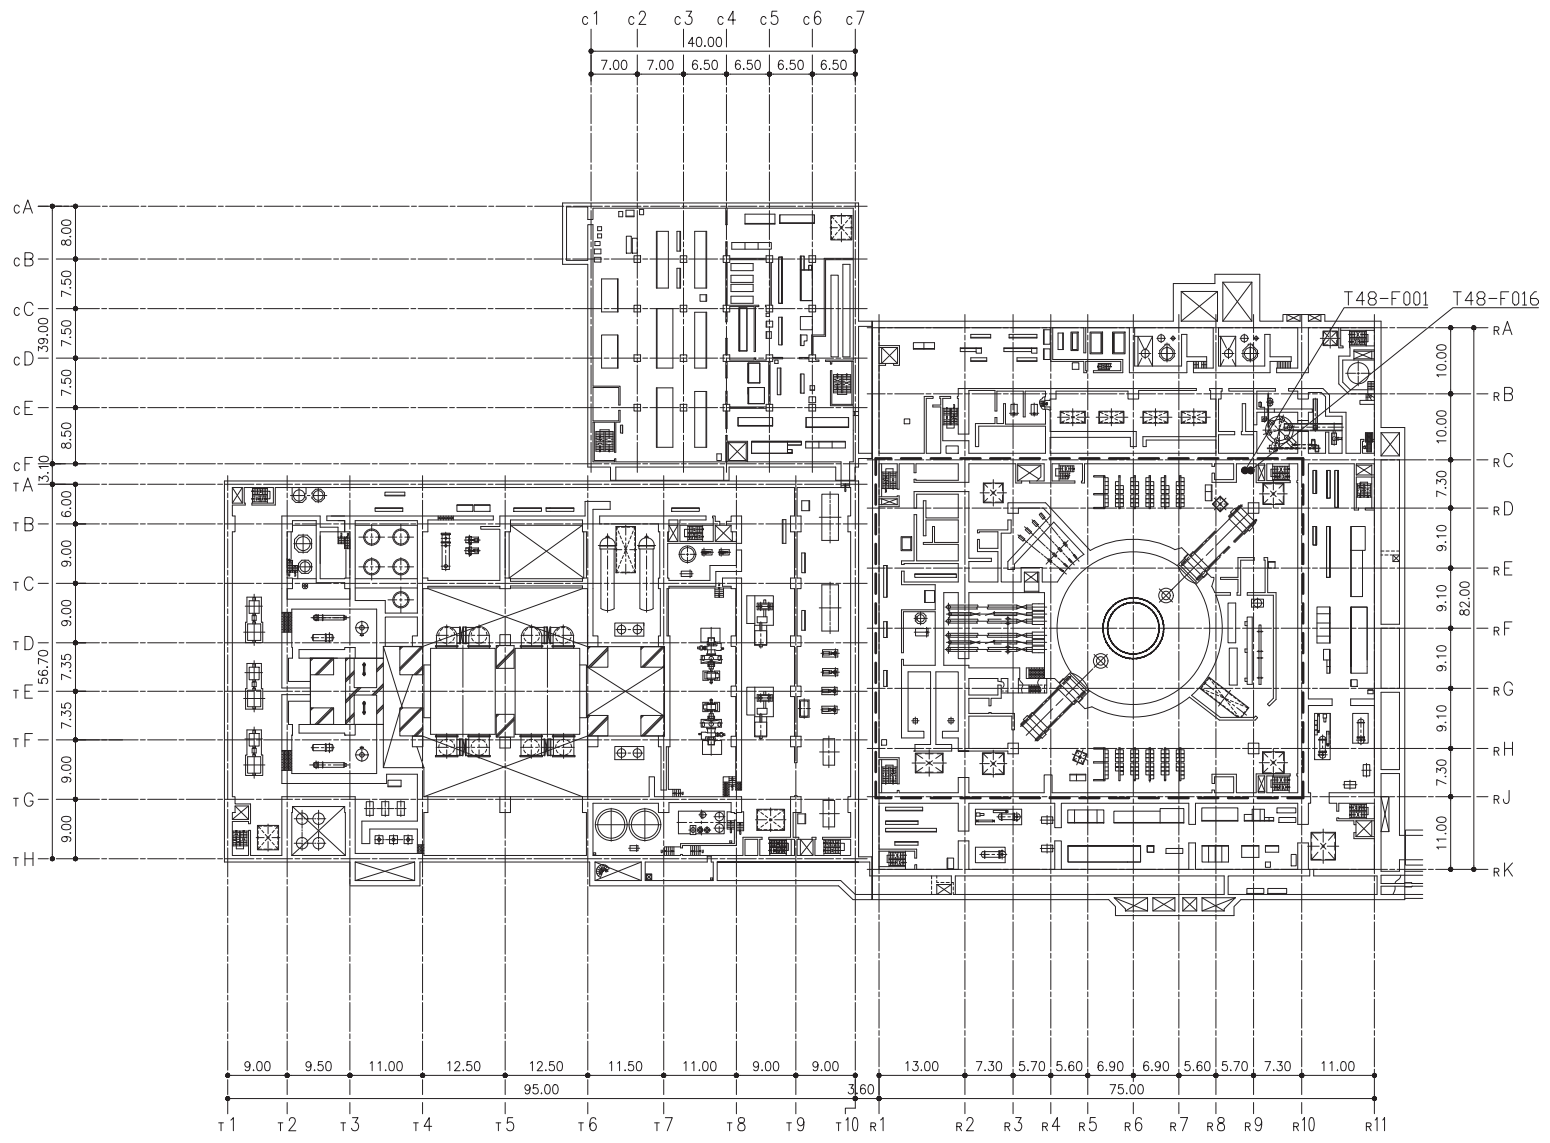 c1 c2 c3 c4 c5 c6 c7
40.00
7.00 7.00 6.50 6.50 6.50 6.50
cA
8.00
cB
7.50
cC
7.50
39.00
cD
7.50
cE
8.50
cF
3.10
TA
6.00
TB
9.00
TC
9.00
TD
7.35
56.70
TE
7.35
TF
9.00
TG
9.00
TH
T48-F001 T48-F016
RA
10.00
RB
10.00
RC
7.30
RD
9.10
RE
9.10
82.00
RF
9.10
RG
9.10
RH
7.30
RJ
11.00
RK
9.00 9.50 11.00 12.50 12.50 11.50 11.00 9.00 9.00 13.00 7.30 5.70 5.60 6.90 6.90 5.60 5.70 7.30 11.00
95.00 3.60 75.00
T1 T2 T3 T4 T5 T6 T7 T8 T9 T10 R1 R2 R3 R4 R5 R6 R7 R8 R9 R10 R11